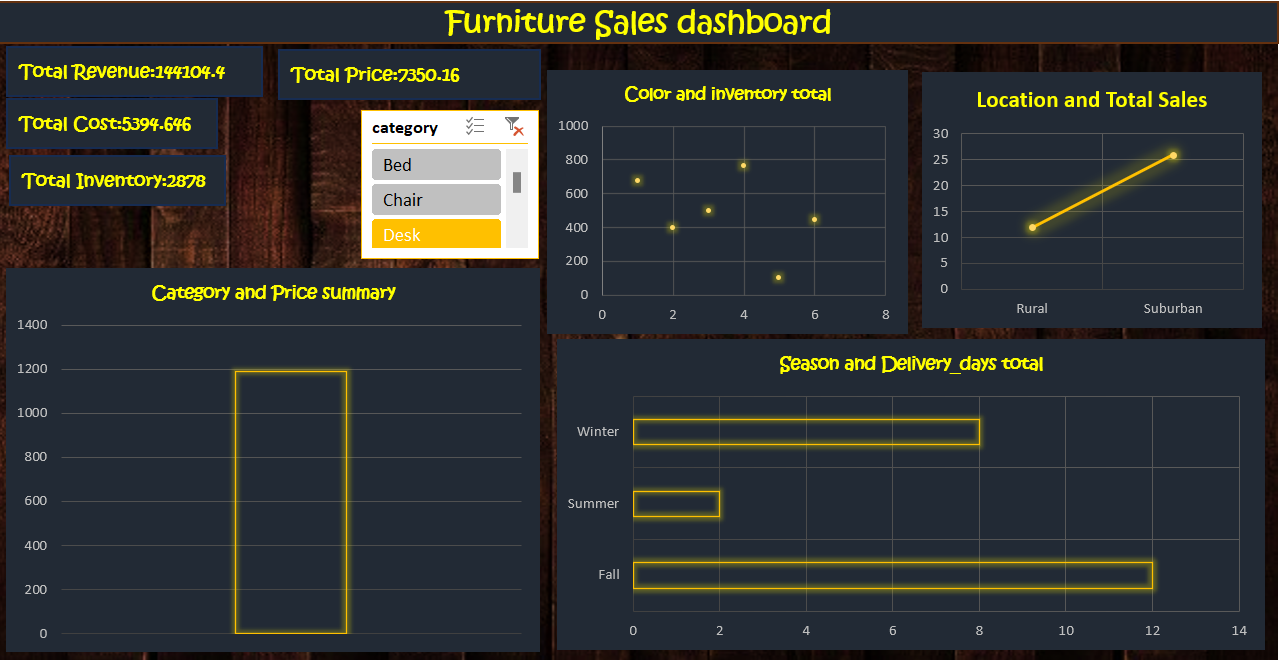 Furniture Sales dashboard
Total Revenue:144104.4
Total Price:7350.16
Total Cost:5394.646
Total Inventory:2878
category
Bed
Chair
Desk
Color and inventory total
1000
800
600
400
200
0
0 2 4 6 8
Location and Total Sales
30
25
20
15
10
5
0
Rural Suburban
Category and Price summary
1400
1200
1000
800
600
400
200
0
Season and Delivery_days total
Winter
Summer
Fall
0 2 4 6 8 10 12 14